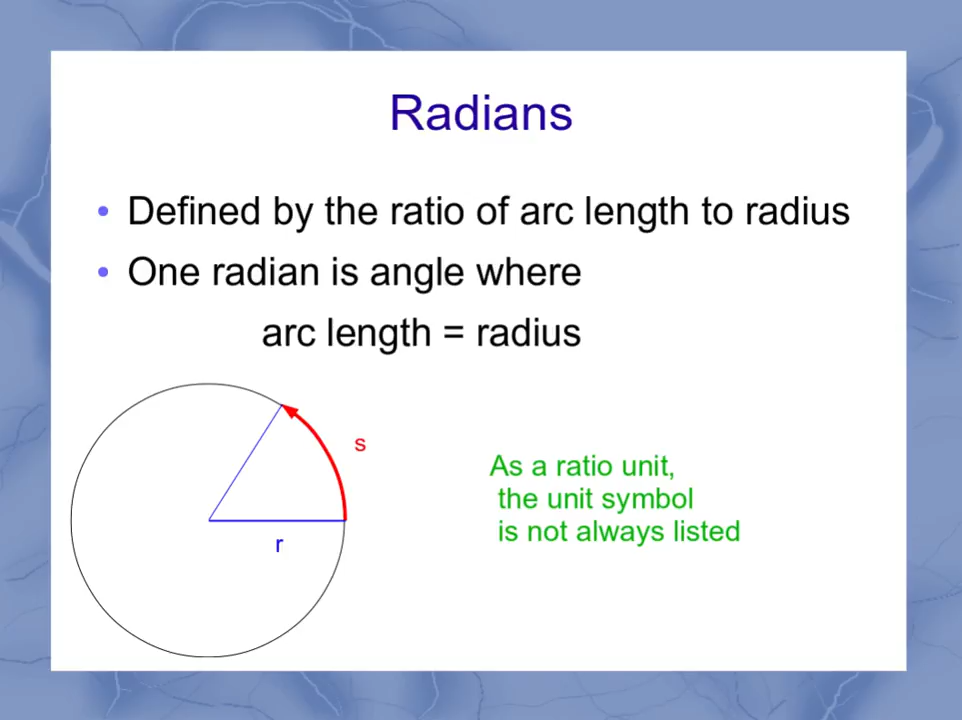 Radians
• Defined by the ratio of arc length to radius
• One radian is angle where
arc length = radius
s
As a ratio unit,
the unit symbol
is not always listed
r